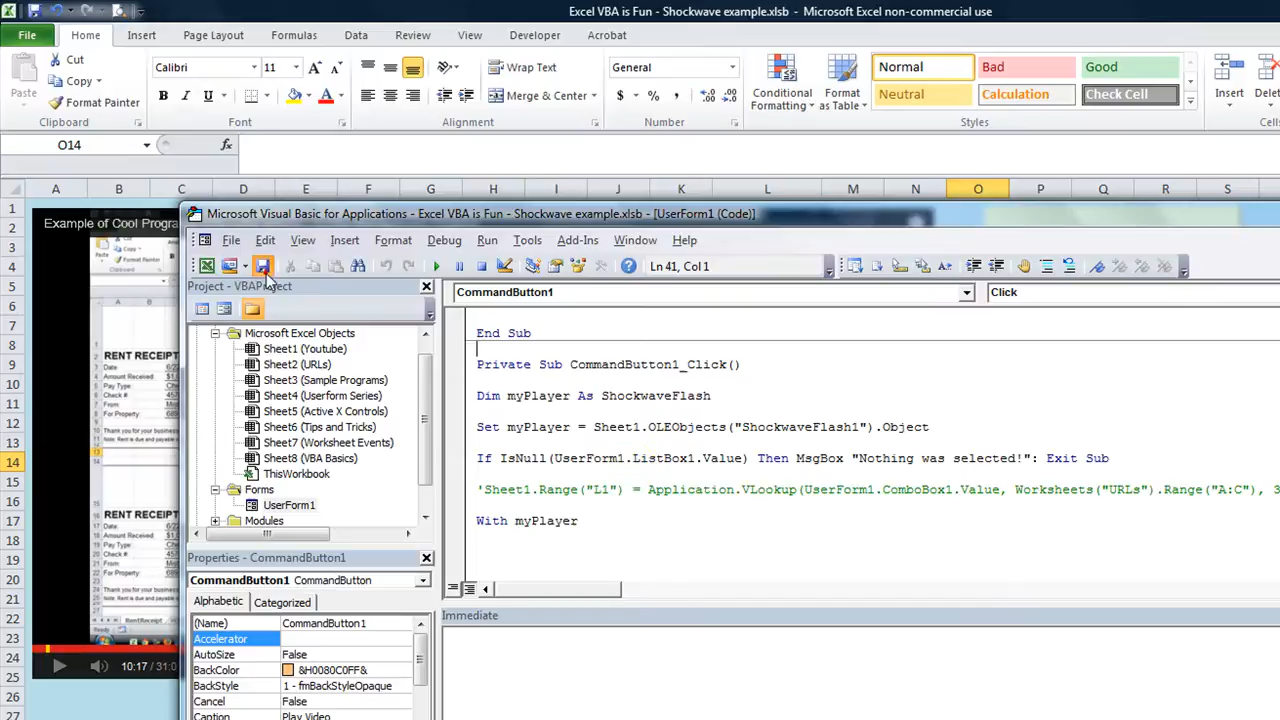 Excel VBA is Fun - Shockwave example.xlsb - Microsoft Excel non-commercial use
File Home Insert Page Layout Formulas Data Review View Developer Acrobat
Cut
Copy
Format Painter
Paste
Clipboard
Calibri 11
B I U
Font
Wrap Text
Merge & Center
Alignment
General
$ % ,
Number
Conditional Formatting
Format as Table
Normal Bad Good
Neutral Calculation Check Cell
Styles
Insert
Cells
O14
fx
A B C D E F G H I J K L M N O P Q R S
1
2
3
4
5
6
7
8
9
10
11
12
13
14
15
16
17
18
19
20
21
22
23
24
25
26
27
Example of Cool Progra
RENT RECEIPT
RENT RECEIPT
10:17 / 31:0
Microsoft Visual Basic for Applications - Excel VBA is Fun - Shockwave example.xlsb - [UserForm1 (Code)]
File Edit View Insert Format Debug Run Tools Add-Ins Window Help
Ln 41, Col 1
Project - VBAProject
Microsoft Excel Objects
Sheet1 (Youtube)
Sheet2 (URLs)
Sheet3 (Sample Programs)
Sheet4 (Userform Series)
Sheet5 (Active X Controls)
Sheet6 (Tips and Tricks)
Sheet7 (Worksheet Events)
Sheet8 (VBA Basics)
ThisWorkbook
Forms
UserForm1
Modules
Properties - CommandButton1
CommandButton1 CommandButton
Alphabetic Categorized
(Name) CommandButton1
Accelerator
AutoSize False
BackColor &H0080C0FF&
BackStyle 1 - fmBackStyleOpaque
Cancel False
Caption Play Video
CommandButton1 Click
End Sub
Private Sub CommandButton1_Click()
Dim myPlayer As ShockwaveFlash
Set myPlayer = Sheet1.OLEObjects("ShockwaveFlash1").Object
If IsNull(UserForm1.ListBox1.Value) Then MsgBox "Nothing was selected!": Exit Sub
'Sheet1.Range("L1") = Application.VLookup(UserForm1.ComboBox1.Value, Worksheets("URLs").Range("A:C"), 3
With myPlayer
Immediate